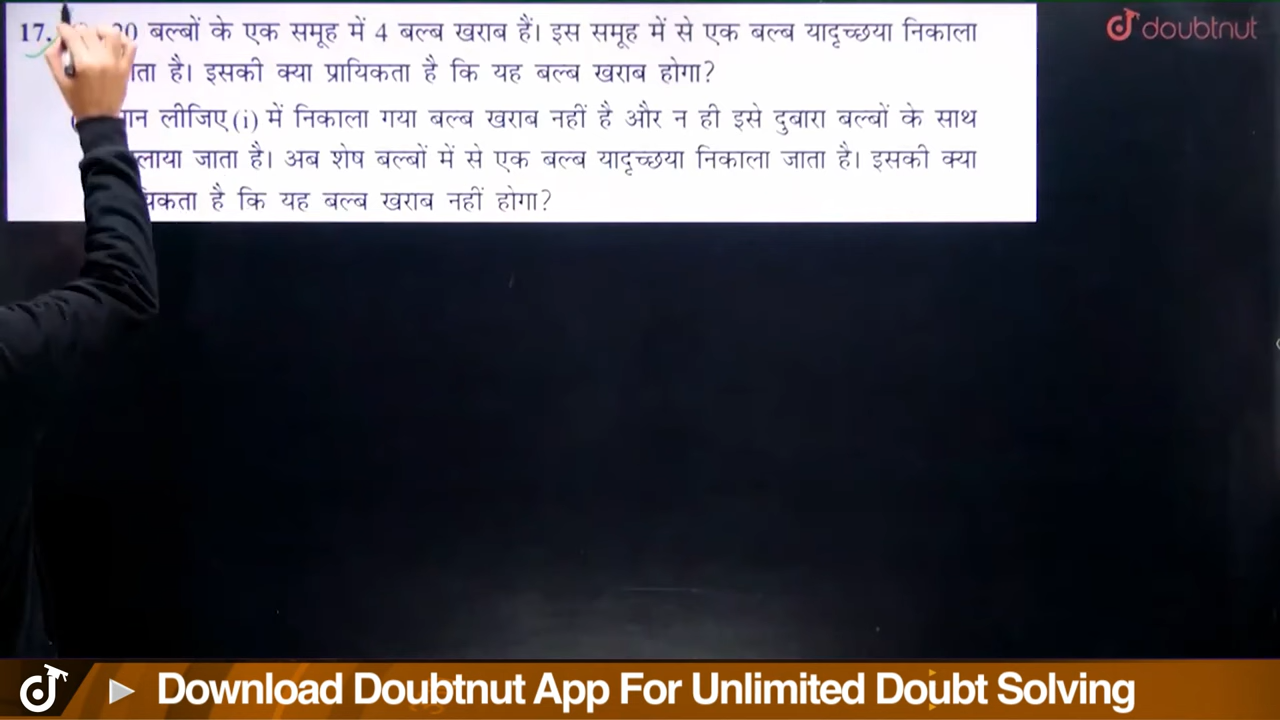 17. 20 बल्बों के एक समूह में 4 बल्ब खराब हैं। इस समूह में से एक बल्ब यादृच्छया निकाला
है। इसकी क्या प्रायिकता है कि यह बल्ब खराब होगा?
लीजिए (i) में निकाला गया बल्ब खराब नहीं है और न ही इसे दुबारा बल्बों के साथ
जाता है। अब शेष बल्बों में से एक बल्ब यादृच्छया निकाला जाता है। इसकी क्या
है कि यह बल्ब खराब नहीं होगा?
doubtnut
Download Doubtnut App For Unlimited Doubt Solving